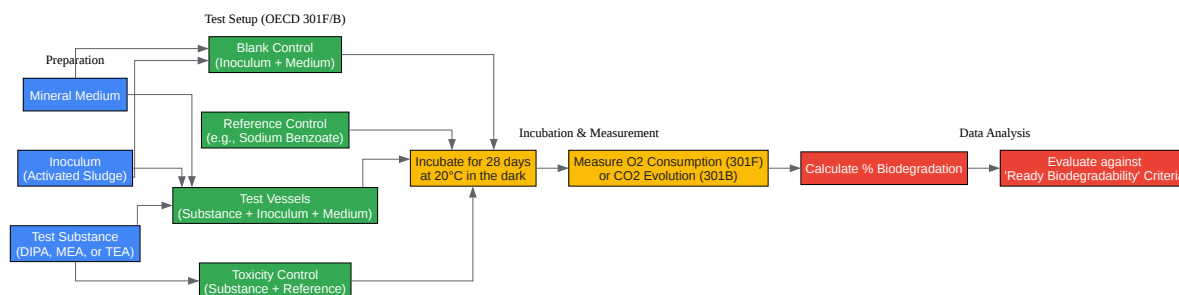 Test Setup (OECD 301F/B)
Preparation
Blank Control
(Inoculum + Medium)
Mineral Medium
Reference Control
(e.g., Sodium Benzoate)
Inoculum
(Activated Sludge)
Test Vessels
(Substance + Inoculum + Medium)
Test Substance
(DIPA, MEA, or TEA)
Toxicity Control
(Substance + Reference)
Incubation & Measurement
Incubate for 28 days
at 20°C in the dark
Measure O2 Consumption (301F)
or CO2 Evolution (301B)
Data Analysis
Calculate % Biodegradation
Evaluate against
'Ready Biodegradability' Criteria